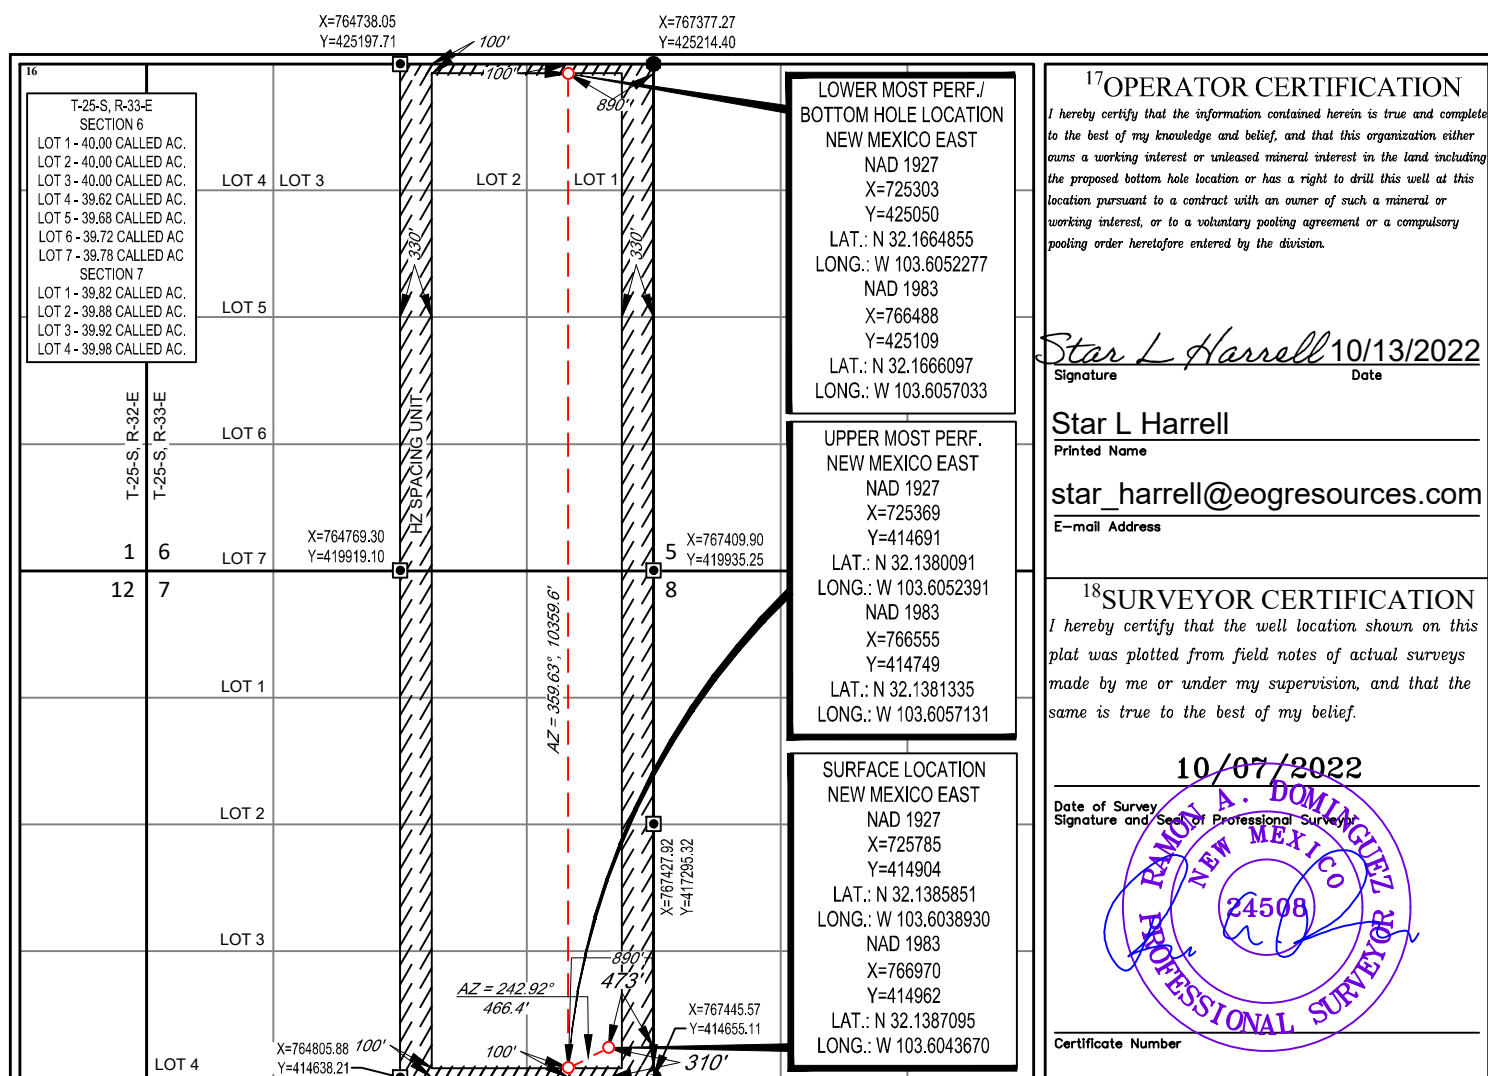 X=764738.05
Y=425197.71
X=767377.27
Y=425214.40
100'
100'
890'
16
T-25-S, R-33-E
SECTION 6
LOT 1 - 40.00 CALLED AC.
LOT 2 - 40.00 CALLED AC.
LOT 3 - 40.00 CALLED AC.
LOT 4 - 39.62 CALLED AC.
LOT 5 - 39.68 CALLED AC.
LOT 6 - 39.72 CALLED AC
LOT 7 - 39.78 CALLED AC
SECTION 7
LOT 1 - 39.82 CALLED AC.
LOT 2 - 39.88 CALLED AC.
LOT 3 - 39.92 CALLED AC.
LOT 4 - 39.98 CALLED AC.
LOT 4
LOT 3
LOT 2
LOT 1
330'
330'
LOT 5
LOT 6
HZ SPACING UNIT
T-25-S, R-32-E
T-25-S, R-33-E
X=764769.30
Y=419919.10
X=767409.90
Y=419935.25
1
6
LOT 7
5
12
7
8
AZ = 359.63°, 10359.6'
LOT 1
LOT 2
X=767427.92
Y=417295.32
LOT 3
890'
473'
AZ = 242.92°
466.4'
X=767445.57
Y=414655.11
X=764805.88
Y=414638.21
100'
100'
310'
LOT 4
LOWER MOST PERF./
BOTTOM HOLE LOCATION
NEW MEXICO EAST
NAD 1927
X=725303
Y=425050
LAT.: N 32.1664855
LONG.: W 103.6052277
NAD 1983
X=766488
Y=425109
LAT.: N 32.1666097
LONG.: W 103.6057033
UPPER MOST PERF.
NEW MEXICO EAST
NAD 1927
X=725369
Y=414691
LAT.: N 32.1380091
LONG.: W 103.6052391
NAD 1983
X=766555
Y=414749
LAT.: N 32.1381335
LONG.: W 103.6057131
SURFACE LOCATION
NEW MEXICO EAST
NAD 1927
X=725785
Y=414904
LAT.: N 32.1385851
LONG.: W 103.6038930
NAD 1983
X=766970
Y=414962
LAT.: N 32.1387095
LONG.: W 103.6043670
17 OPERATOR CERTIFICATION
I hereby certify that the information contained herein is true and complete
to the best of my knowledge and belief, and that this organization either
owns a working interest or unleased mineral interest in the land including
the proposed bottom hole location or has a right to drill this well at this
location pursuant to a contract with an owner of such a mineral or
working interest, or to a voluntary pooling agreement or a compulsory
pooling order heretofore entered by the division.
Star L Harrell 10/13/2022
Signature Date
Star L Harrell
Printed Name
star_harrell@eogresources.com
E-mail Address
18 SURVEYOR CERTIFICATION
I hereby certify that the well location shown on this
plat was plotted from field notes of actual surveys
made by me or under my supervision, and that the
same is true to the best of my belief.
10/07/2022
Date of Survey
Signature and Seal of Professional Surveyor
RAMON A. DOMINGUEZ
NEW MEXICO
24508
PROFESSIONAL SURVEYOR
Certificate Number